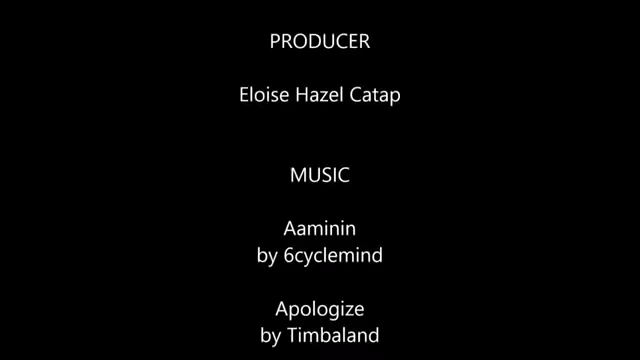 PRODUCER
Eloise Hazel Catap
MUSIC
Aaminin
by 6cyclemind
Apologize
by Timbaland